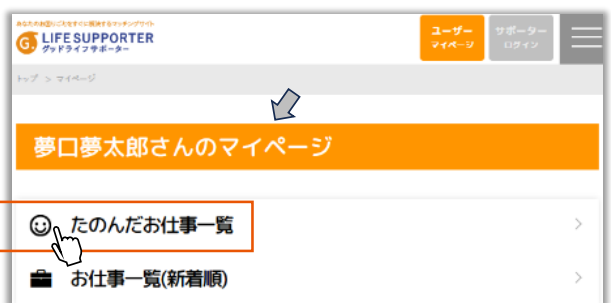 あなたのお困りごとをすぐに解決するマッチングサイト
G. LIFE SUPPORTER
グッドライフサポーター
ユーザー
マイページ
サポーター
ログイン
トップ > マイページ
夢口夢太郎さんのマイページ
たのんだお仕事一覧
お仕事一覧(新着順)